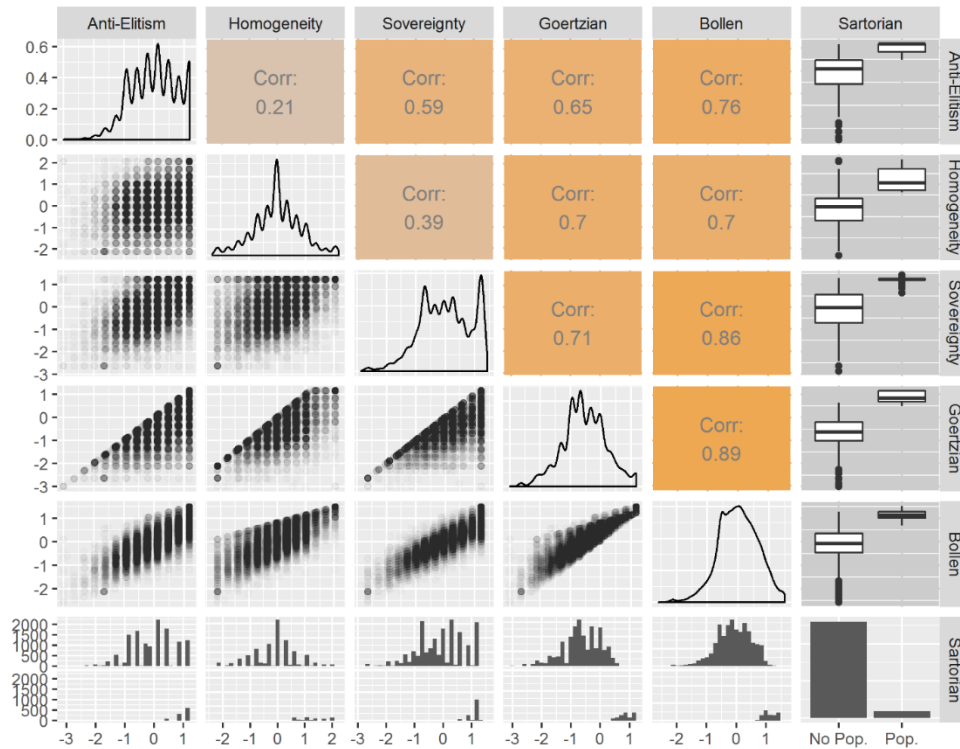 Anti-Elitism Homogeneity Sovereignty Goertzian Bollen Sartorian
0.6
0.4
0.2
0.0
Corr:
0.21
Corr:
0.59
Corr:
0.65
Corr:
0.76
Anti-Elitism
2
1
0
-1
-2
Corr:
0.39
Corr:
0.7
Corr:
0.7
Homogeneity
1
0
-1
-2
-3
Corr:
0.71
Corr:
0.86
Sovereignty
1
0
-1
-2
-3
Corr:
0.89
Goertzian
1
0
-1
-2
Bollen
2000
1500
1000
500
0
2000
1500
1000
500
0
Sartorian
-3 -2 -1 0 1 -2 -1 0 1 2 -3 -2 -1 0 1 -3 -2 -1 0 1 -2 -1 0 1 No Pop. Pop.